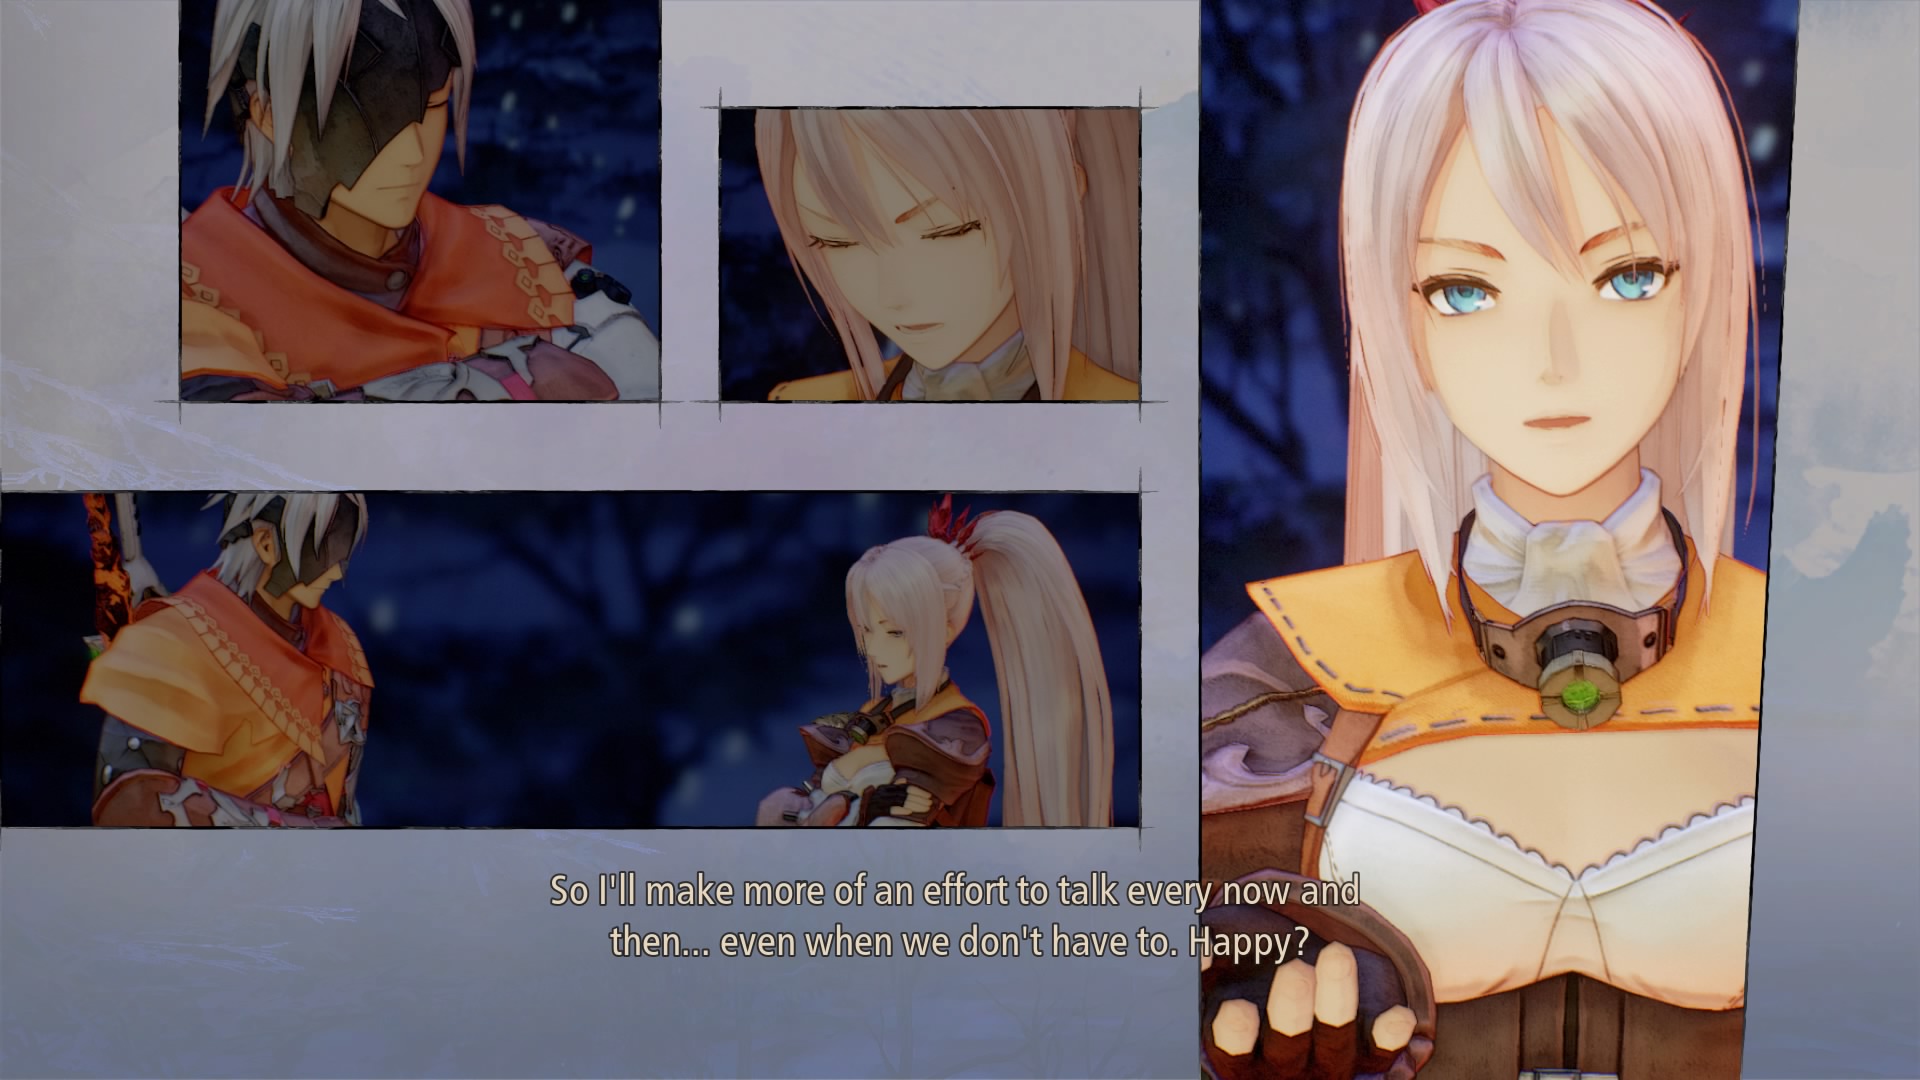 So I'll make more of an effort to talk every now and
then... even when we don't have to. Happy?